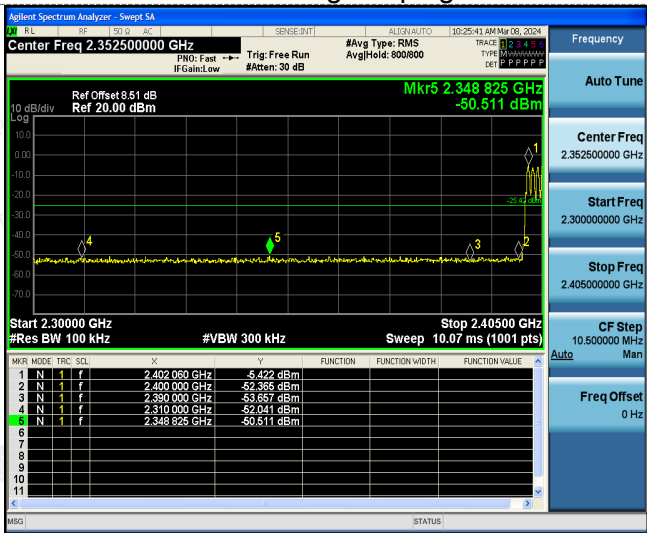 Agilent Spectrum Analyzer - Swept SA
RL RF 50 Ω AC SENSE:INT ALIGN AUTO 10:25:41 AM Mar 08, 2024
Center Freq 2.352500000 GHz
PNO: Fast Trig: Free Run
IFGain:Low #Atten: 30 dB
#Avg Type: RMS
Avg|Hold: 800/800
TRACE 1 2 3 4 5 6
TYPE M
DET P P P P P P
Ref Offset 8.51 dB
10 dB/div Ref 20.00 dBm
Log
Mkr5 2.348 825 GHz
-50.511 dBm
10.0
0.00
-10.0
-20.0
-30.0
-40.0
-50.0
-60.0
-70.0
1
-25.42 dBm
4
5
3
2
Start 2.30000 GHz Stop 2.40500 GHz
#Res BW 100 kHz #VBW 300 kHz Sweep 10.07 ms (1001 pts)
MKR MODE TRC SCL X Y FUNCTION FUNCTION WIDTH FUNCTION VALUE
1 N 1 f 2.402 060 GHz -5.422 dBm
2 N 1 f 2.400 000 GHz -52.365 dBm
3 N 1 f 2.390 000 GHz -53.657 dBm
4 N 1 f 2.310 000 GHz -52.041 dBm
5 N 1 f 2.348 825 GHz -50.511 dBm
6
7
8
9
10
11
MSG STATUS
Frequency
Auto Tune
Center Freq
2.352500000 GHz
Start Freq
2.300000000 GHz
Stop Freq
2.405000000 GHz
CF Step
10.500000 MHz
Auto Man
Freq Offset
0 Hz